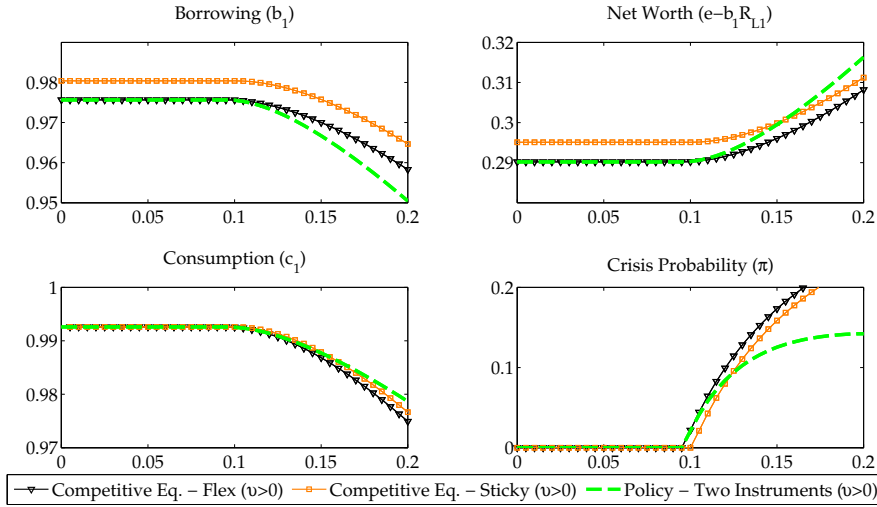 Borrowing (b1)
0.98
0.97
0.96
0.95
0 0.05 0.1 0.15 0.2
Net Worth (e−b1RL1)
0.32
0.31
0.3
0.29
0 0.05 0.1 0.15 0.2
Consumption (c1)
1
0.99
0.98
0.97
0 0.05 0.1 0.15 0.2
Crisis Probability (π)
0.2
0.1
0
0 0.05 0.1 0.15 0.2
Competitive Eq. − Flex (υ>0) Competitive Eq. − Sticky (υ>0) Policy − Two Instruments (υ>0)